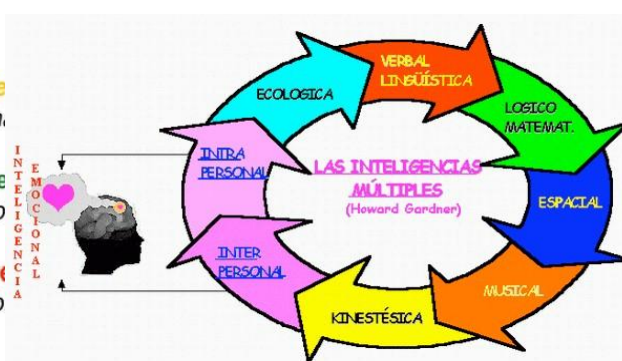 INTELIGENCIA
EMOCIONAL
ECOLOGICA
VERBAL
LINGÜÍSTICA
LOGICO
MATEMAT.
ESPACIAL
MUSICAL
KINESTÉSICA
INTER
PERSONAL
INTRA
PERSONAL
LAS INTELIGENCIAS
MÚLTIPLES
(Howard Gardner)